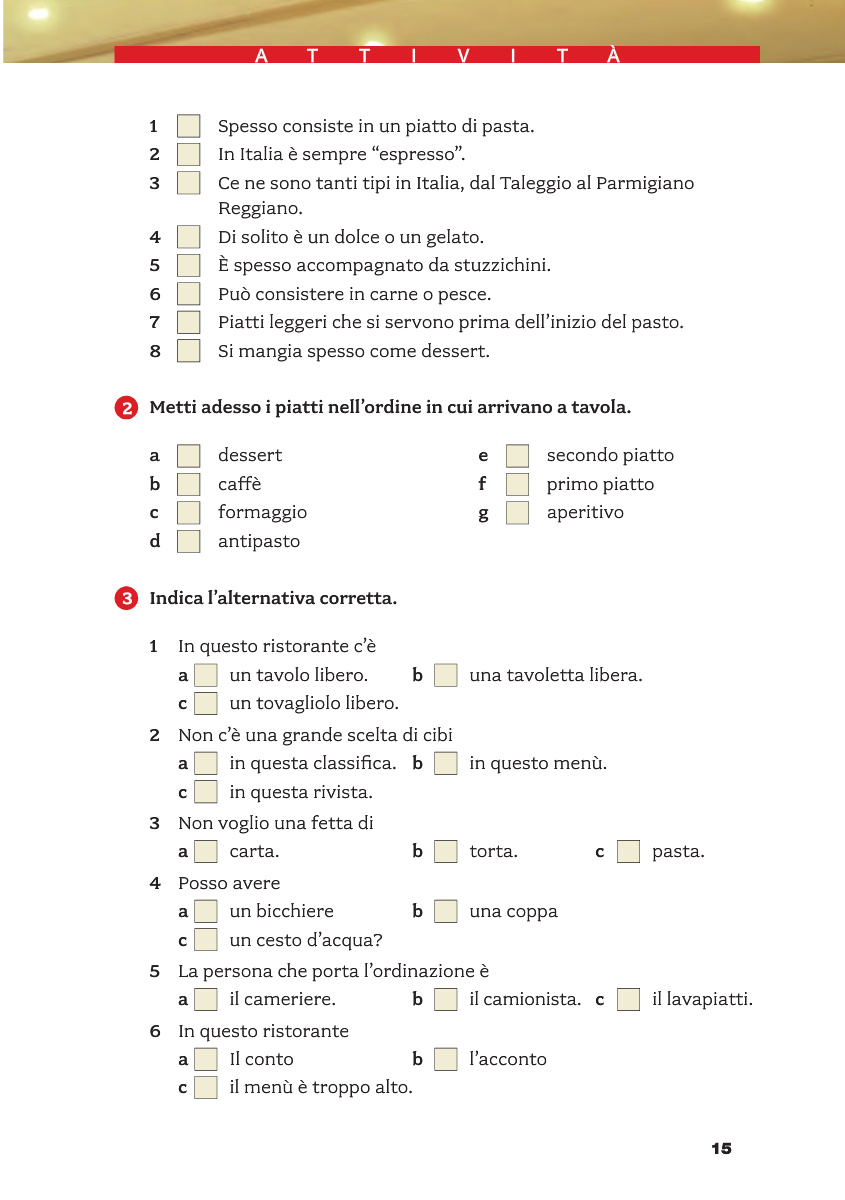 ATTIVITÀ
1 Spesso consiste in un piatto di pasta.
2 In Italia è sempre “espresso”.
3 Ce ne sono tanti tipi in Italia, dal Taleggio al Parmigiano
Reggiano.
4 Di solito è un dolce o un gelato.
5 È spesso accompagnato da stuzzichini.
6 Può consistere in carne o pesce.
7 Piatti leggeri che si servono prima dell’inizio del pasto.
8 Si mangia spesso come dessert.
2 Metti adesso i piatti nell’ordine in cui arrivano a tavola.
a dessert e secondo piatto
b caffè f primo piatto
c formaggio g aperitivo
d antipasto
3 Indica l’alternativa corretta.
1 In questo ristorante c’è
a un tavolo libero. b una tavoletta libera.
c un tovagliolo libero.
2 Non c’è una grande scelta di cibi
a in questa classifica. b in questo menù.
c in questa rivista.
3 Non voglio una fetta di
a carta. b torta. c pasta.
4 Posso avere
a un bicchiere b una coppa
c un cesto d’acqua?
5 La persona che porta l’ordinazione è
a il cameriere. b il camionista. c il lavapiatti.
6 In questo ristorante
a Il conto b l’acconto
c il menù è troppo alto.
15